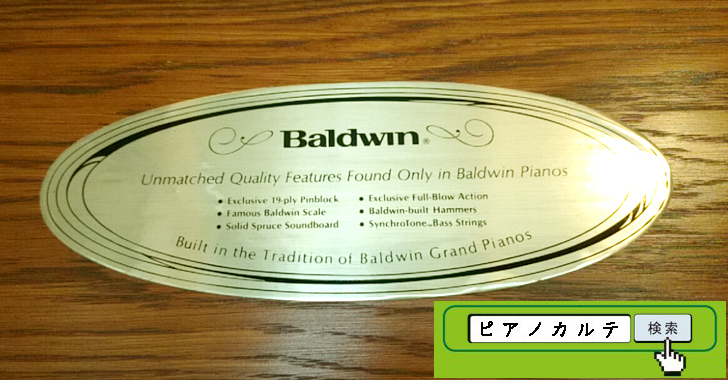 Baldwin®
Unmatched Quality Features Found Only in Baldwin Pianos
• Exclusive 19-ply Pinblock
• Famous Baldwin Scale
• Solid Spruce Soundboard
• Exclusive Full-Blow Action
• Baldwin-built Hammers
• SynchroTone™ Bass Strings
Built in the Tradition of Baldwin Grand Pianos
ピアノカルテ 検索